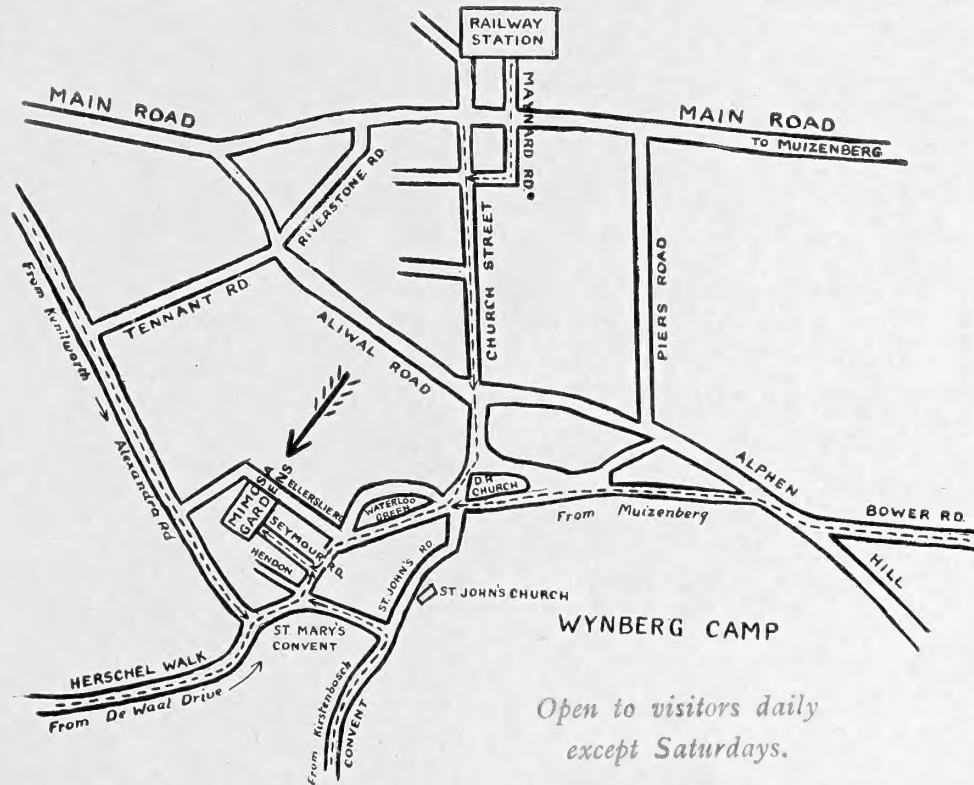 RAILWAY
STATION
MAYNARD RD.
MAIN ROAD
MAIN ROAD
TO MUIZENBERG
RIVERSTONE RD.
TENNANT RD.
ALIWAL ROAD
CHURCH STREET
PIERS ROAD
From Kenilworth
Alexandra Rd
MIMOSA
GARDENS
ELLERSLIE RD
SEYMOUR RD.
HENDON
WATERLOO
GREEN
D.R.
CHURCH
From Muizenberg
ALPHEN
HILL
BOWER RD.
ST. JOHN'S RD
ST JOHN'S CHURCH
WYNBERG CAMP
ST. MARY'S
CONVENT
HERSCHEL WALK
From De Waal Drive
From Kirstenbosch
CONVENT
Open to visitors daily
except Saturdays.